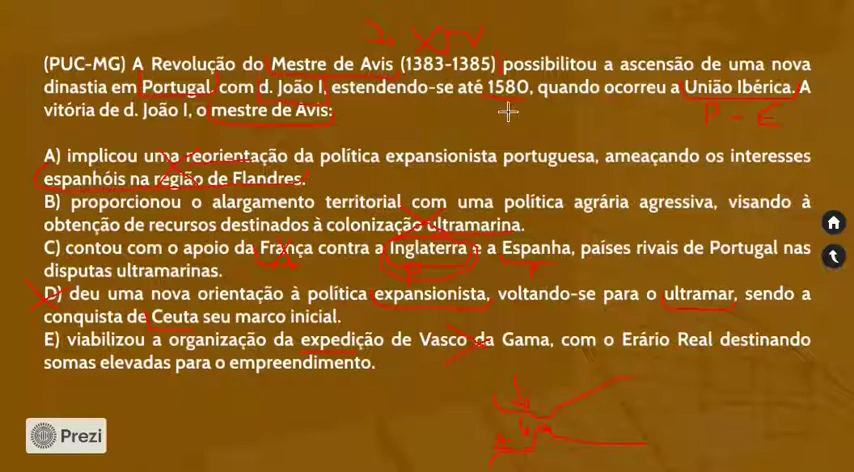 XIV
(PUC-MG) A Revolução do Mestre de Avis (1383-1385) possibilitou a ascensão de uma nova
dinastia em Portugal com d. João I, estendendo-se até 1580, quando ocorreu a União Ibérica. A
vitória de d. João I, o mestre de Avis:
P - E
A) implicou uma reorientação da política expansionista portuguesa, ameaçando os interesses
espanhóis na região de Flandres.
B) proporcionou o alargamento territorial com uma política agrária agressiva, visando à
obtenção de recursos destinados à colonização ultramarina.
C) contou com o apoio da França contra a Inglaterra e a Espanha, países rivais de Portugal nas
disputas ultramarinas.
D) deu uma nova orientação à política expansionista, voltando-se para o ultramar, sendo a
conquista de Ceuta seu marco inicial.
E) viabilizou a organização da expedição de Vasco da Gama, com o Erário Real destinando
somas elevadas para o empreendimento.
Prezi